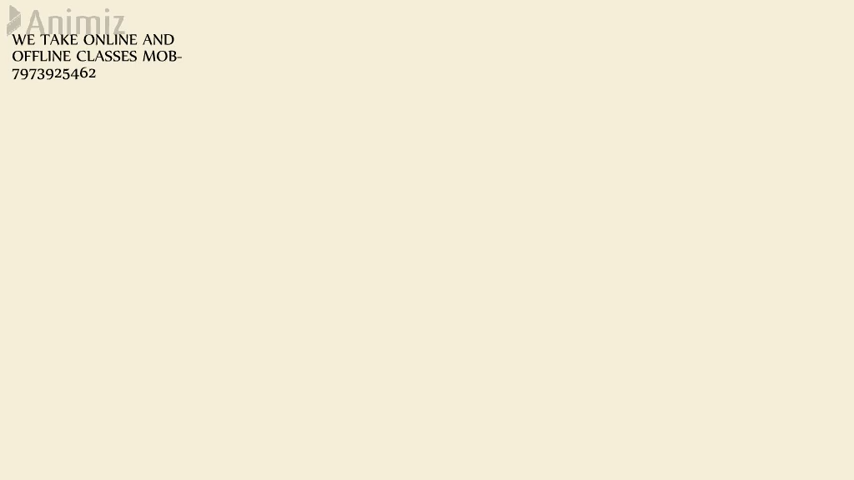 Animiz
WE TAKE ONLINE AND
OFFLINE CLASSES MOB-
7973925462